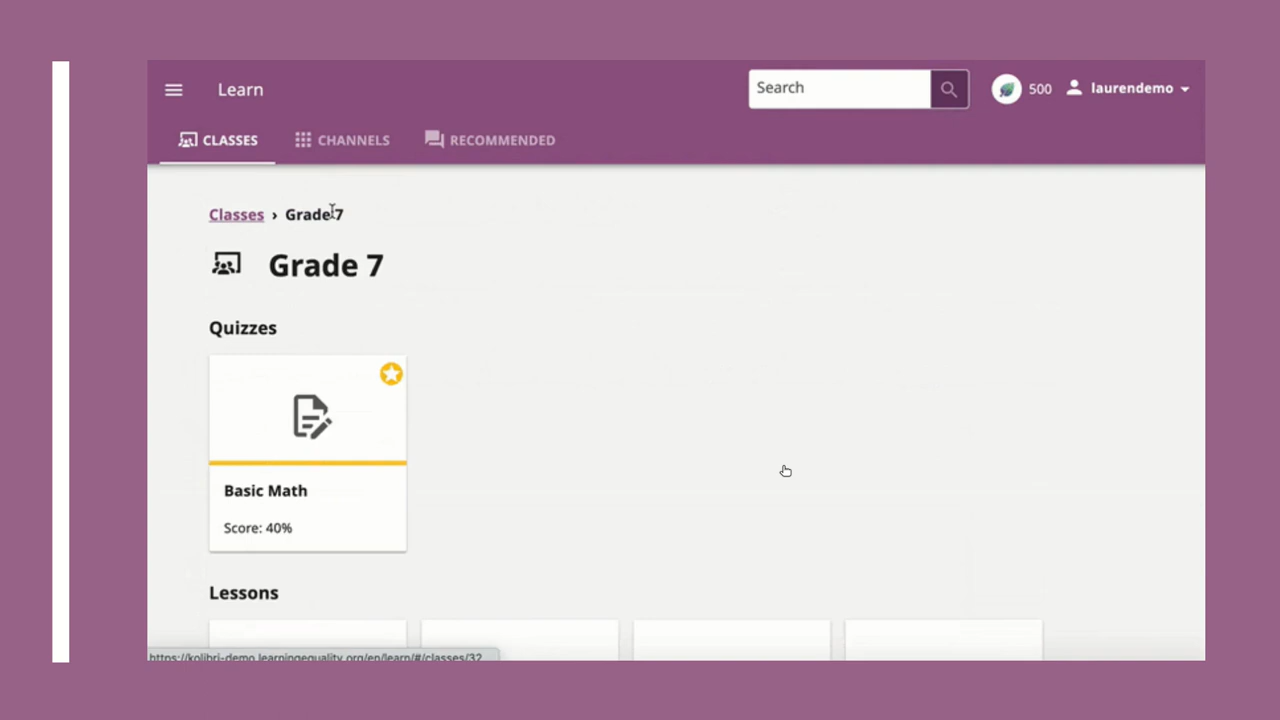 Learn
Search
500
laurendemo
CLASSES
CHANNELS
RECOMMENDED
Classes › Grade 7
Grade 7
Quizzes
Basic Math
Score: 40%
Lessons
https://kolibri-demo.learningequality.org/en/learn/#/classes/32